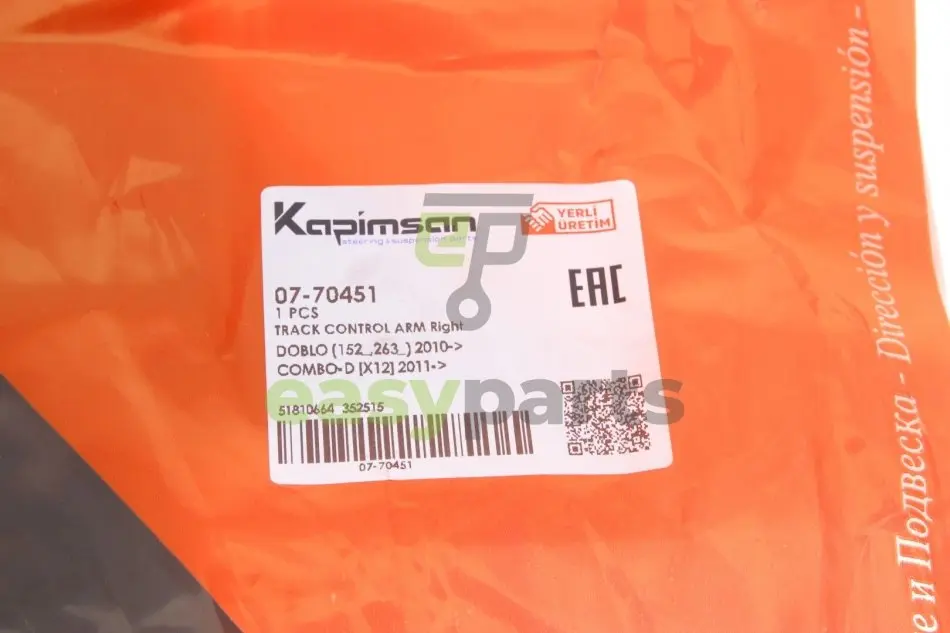 Kapimsan
steering & suspension parts
YERLİ
ÜRETİM
07-70451
1 PCS
TRACK CONTROL ARM Right
EAC
DOBLO (152_,263_) 2010->
COMBO-D [X12] 2011->
51810664 352515
07-70451
EP
easyparts
Dirección y suspensión -
е и Подвеска -